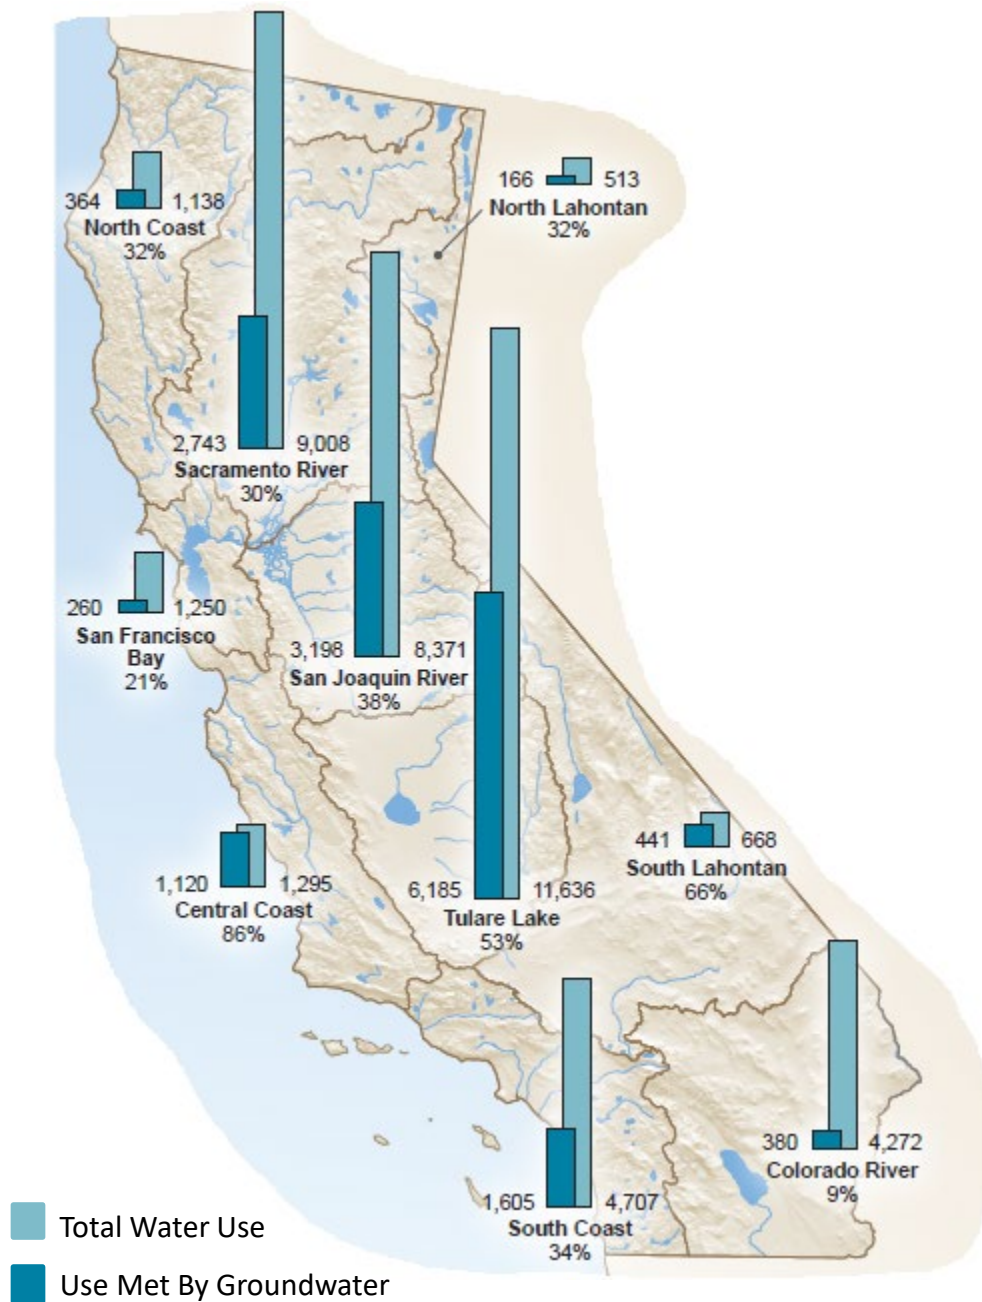 166 513
North Lahontan
32%
364 1,138
North Coast
32%
2,743 9,008
Sacramento River
30%
260 1,250
San Francisco
Bay
21%
3,198 8,371
San Joaquin River
38%
441 668
South Lahontan
66%
1,120 1,295
Central Coast
86%
6,185 11,636
Tulare Lake
53%
380 4,272
Colorado River
9%
1,605 4,707
South Coast
34%
Total Water Use
Use Met By Groundwater